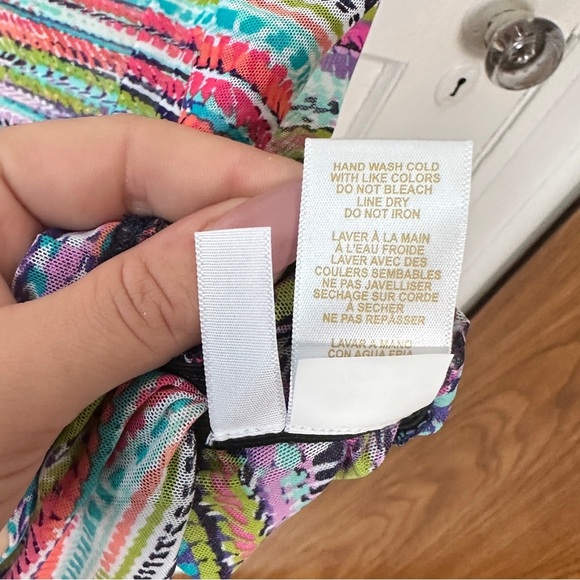 HAND WASH COLD
WITH LIKE COLORS
DO NOT BLEACH
LINE DRY
DO NOT IRON
LAVER À LA MAIN
À L'EAU FROIDE
LAVER AVEC DES
COULERS SEMBABLES
NE PAS JAVELLISER
SECHAGE SUR CORDE
À SECHER
NE PAS REPÀSSER
LAVAR A MANO
CON AGUA FRIA